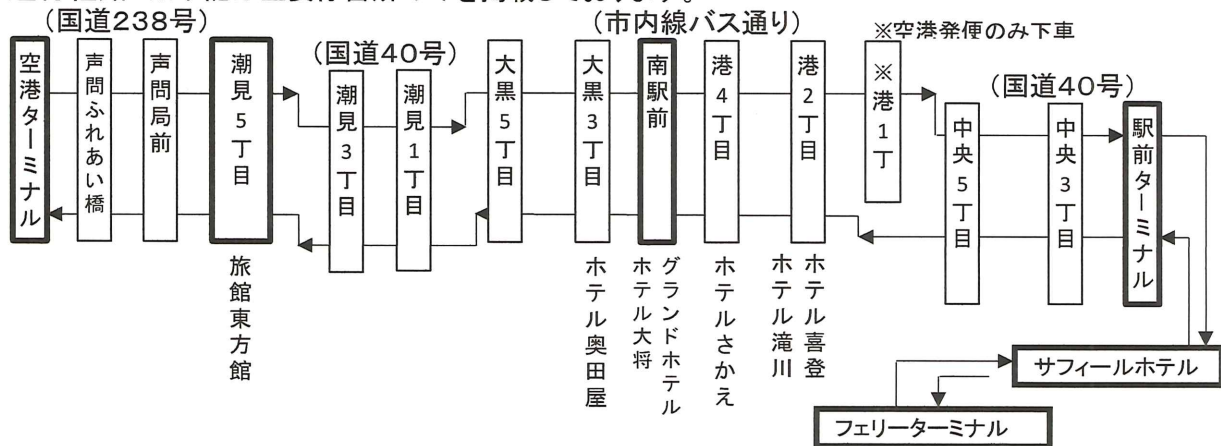 (国道238号)
(市内線バス通り)
※空港発便のみ下車
(国道40号)
(国道40号)
空港ターミナル
声問ふれあい橋
声問局前
潮見5丁目
潮見3丁目
潮見1丁目
大黒5丁目
大黒3丁目
南駅前
港4丁目
港2丁目
※港1丁
中央5丁目
中央3丁目
駅前ターミナル
旅館東方館
ホテル奥田屋
グランドホテル
ホテル大将
ホテルさかえ
ホテル喜登
ホテル滝川
サフィールホテル
フェリーターミナル